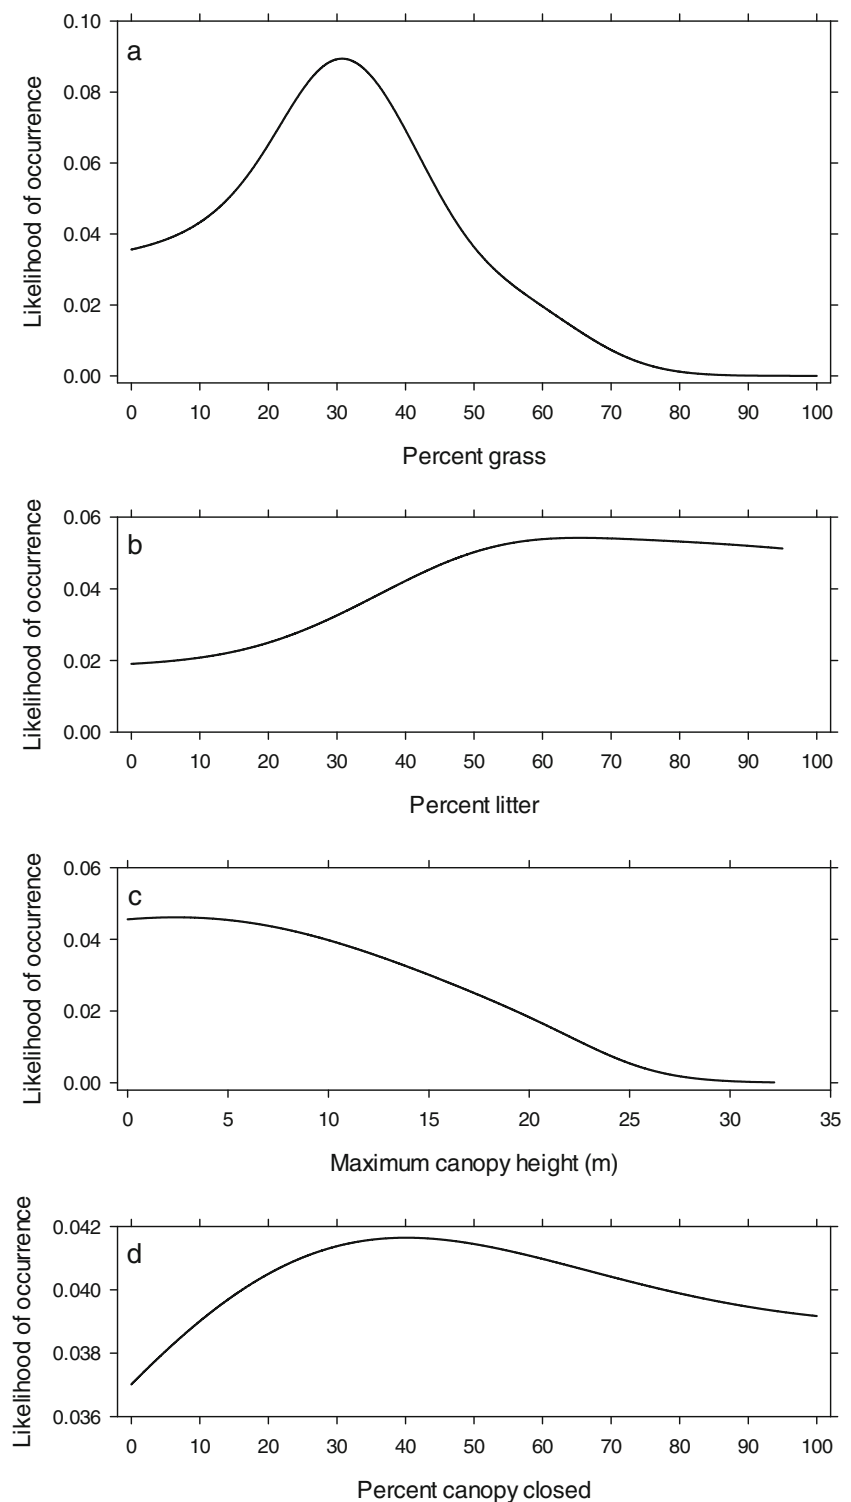 a
Likelihood of occurrence
0.10
0.08
0.06
0.04
0.02
0.00
0 10 20 30 40 50 60 70 80 90 100
Percent grass
b
Likelihood of occurrence
0.06
0.04
0.02
0.00
0 10 20 30 40 50 60 70 80 90 100
Percent litter
c
Likelihood of occurrence
0.06
0.04
0.02
0.00
0 5 10 15 20 25 30 35
Maximum canopy height (m)
d
Likelihood of occurrence
0.042
0.040
0.038
0.036
0 10 20 30 40 50 60 70 80 90 100
Percent canopy closed